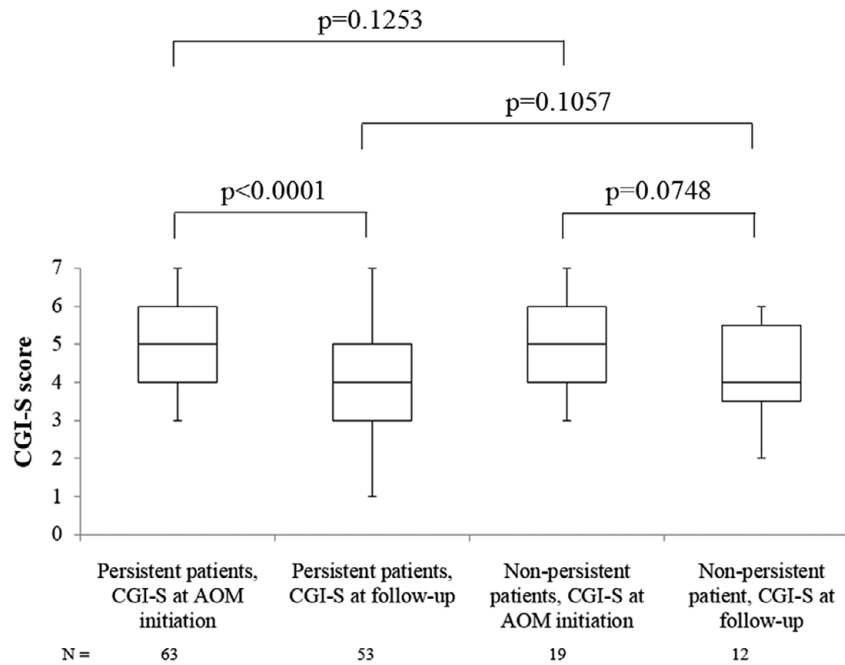 p=0.1253
p=0.1057
p<0.0001
p=0.0748
7
6
5
4
3
2
1
0
CGI-S score
Persistent patients,
CGI-S at AOM
initiation
Persistent patients,
CGI-S at follow-up
Non-persistent
patients, CGI-S at
AOM initiation
Non-persistent
patient, CGI-S at
follow-up
N = 63 53 19 12